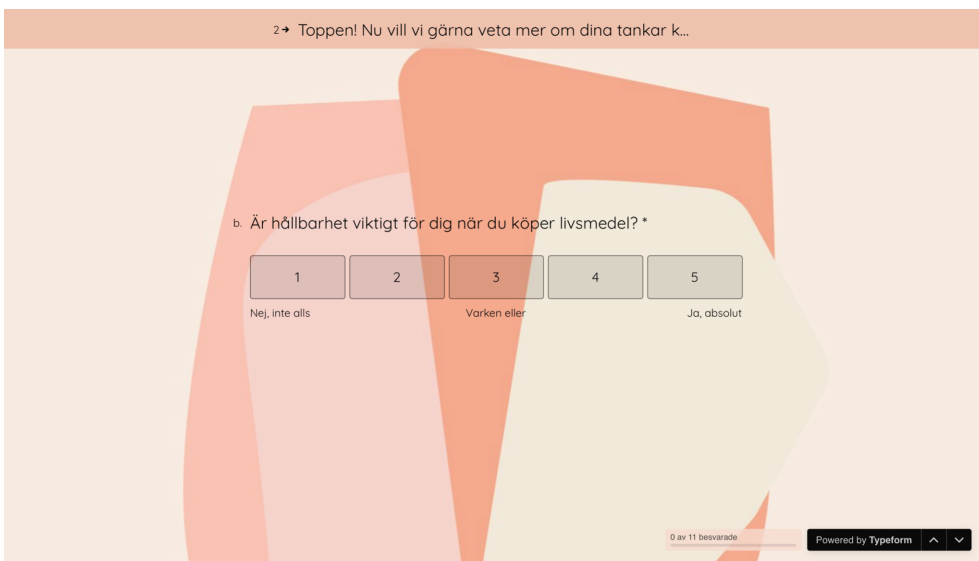 2→ Toppen! Nu vill vi gärna veta mer om dina tankar k...
b. Är hållbarhet viktigt för dig när du köper livsmedel? *
1 2 3 4 5
Nej, inte alls Varken eller Ja, absolut
0 av 11 besvarade
Powered by Typeform